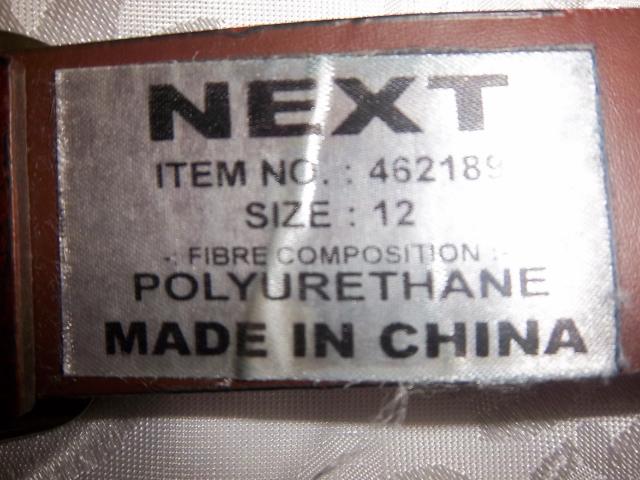 NEXT
ITEM NO. : 462189
SIZE : 12
-: FIBRE COMPOSITION :-
POLYURETHANE
MADE IN CHINA